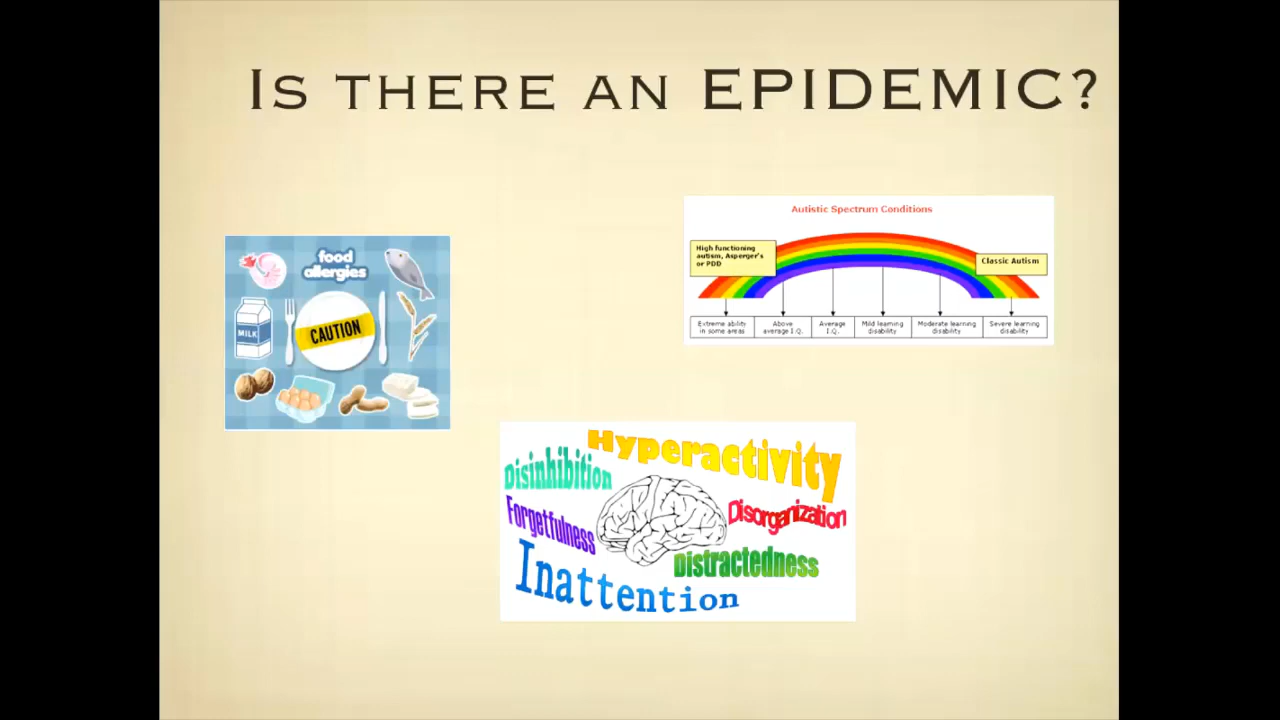 Is there an EPIDEMIC?
food
allergies
CAUTION
MILK
Autistic Spectrum Conditions
High functioning
autism, Asperger's
or PDD
Classic Autism
Extreme ability
in some areas
Above
average I.Q.
Average
I.Q.
Mild learning
disability
Moderate learning
disability
Severe learning
disability
Hyperactivity
Disinhibition
Forgetfulness
Disorganization
Distractedness
Inattention